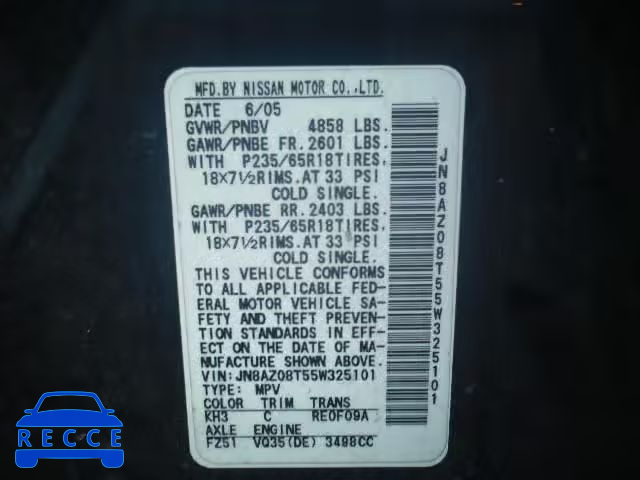 MFD.BY NISSAN MOTOR CO.,LTD.
DATE 6/05
GVWR/PNBV 4858 LBS.
GAWR/PNBE FR.2601 LBS.
WITH P235/65R18TIRES,
18×7½RIMS.AT 33 PSI
COLD SINGLE.
GAWR/PNBE RR.2403 LBS.
WITH P235/65R18TIRES,
18×7½RIMS.AT 33 PSI
COLD SINGLE.
THIS VEHICLE CONFORMS
TO ALL APPLICABLE FED-
ERAL MOTOR VEHICLE SA-
FETY AND THEFT PREVEN-
TION STANDARDS IN EFF-
ECT ON THE DATE OF MA-
NUFACTURE SHOWN ABOVE.
VIN:JN8AZ08T55W325101
TYPE: MPV
COLOR TRIM TRANS
KH3 C RE0F09A
AXLE ENGINE
FZ51 VQ35(DE) 3498CC
JN8AZ08T55W325101
RECCE